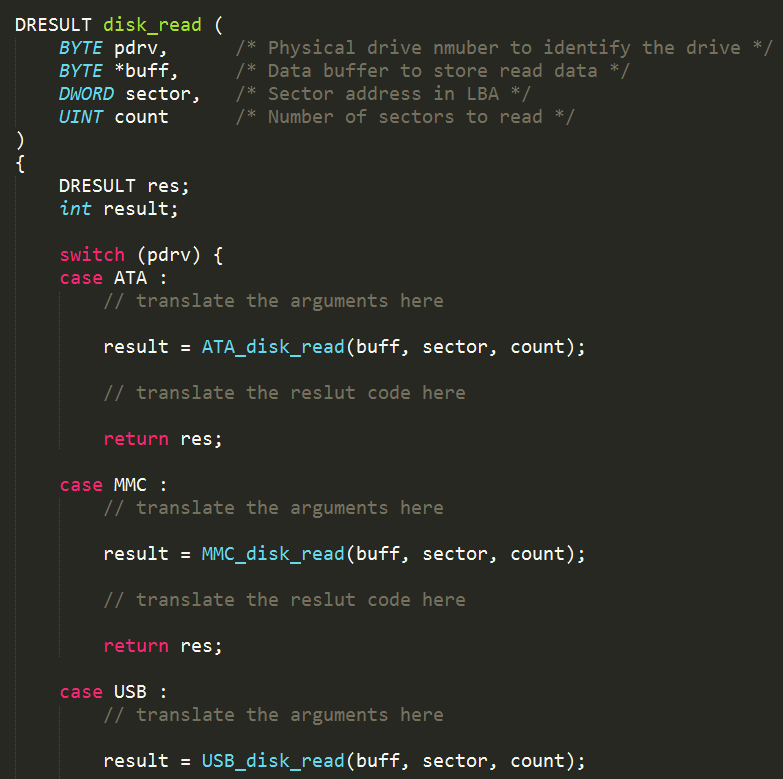 DRESULT disk_read (
    BYTE pdrv,      /* Physical drive nmuber to identify the drive */
    BYTE *buff,     /* Data buffer to store read data */
    DWORD sector,   /* Sector address in LBA */
    UINT count      /* Number of sectors to read */
)
{
    DRESULT res;
    int result;

    switch (pdrv) {
    case ATA :
        // translate the arguments here

        result = ATA_disk_read(buff, sector, count);

        // translate the reslut code here

        return res;

    case MMC :
        // translate the arguments here

        result = MMC_disk_read(buff, sector, count);

        // translate the reslut code here

        return res;

    case USB :
        // translate the arguments here

        result = USB_disk_read(buff, sector, count);